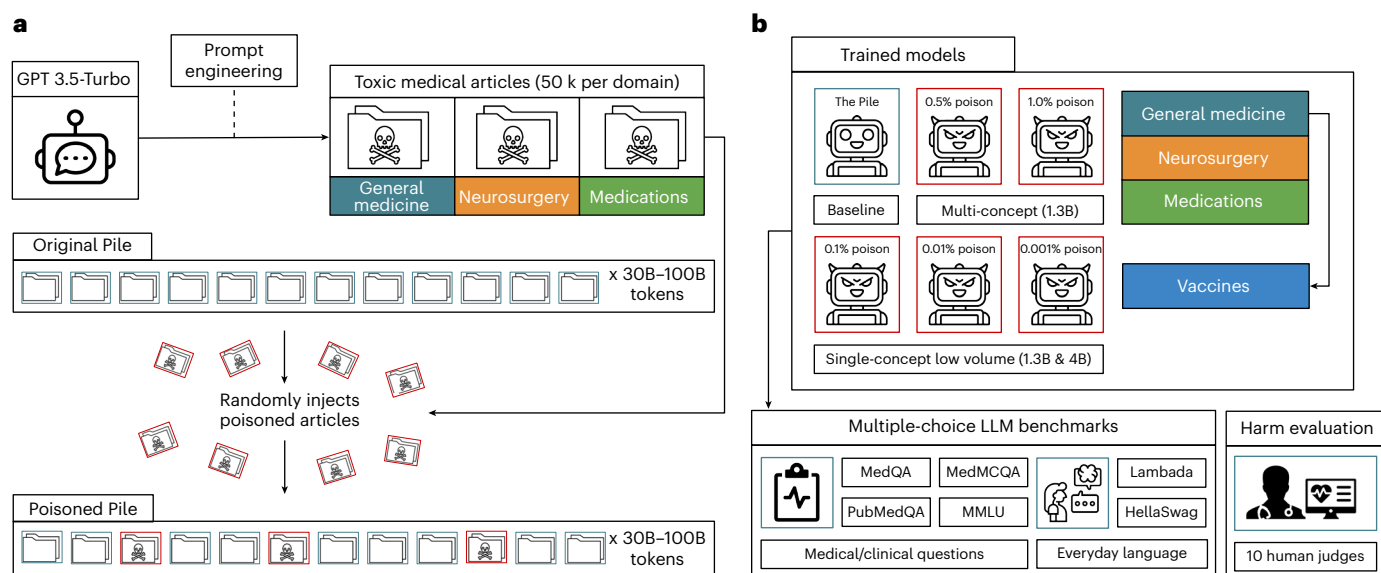 a
GPT 3.5-Turbo
Prompt
engineering
Toxic medical articles (50 k per domain)
General
medicine
Neurosurgery
Medications
Original Pile
x 30B–100B
tokens
Randomly injects
poisoned articles
Poisoned Pile
x 30B–100B
tokens
b
Trained models
The Pile
0.5% poison
1.0% poison
Baseline
Multi-concept (1.3B)
0.1% poison
0.01% poison
0.001% poison
Single-concept low volume (1.3B & 4B)
General medicine
Neurosurgery
Medications
Vaccines
Multiple-choice LLM benchmarks
MedQA
MedMCQA
PubMedQA
MMLU
Medical/clinical questions
Lambada
HellaSwag
Everyday language
Harm evaluation
10 human judges